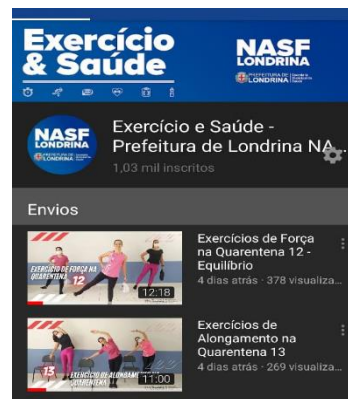 Exercício
& Saúde
NASF
LONDRINA
PREFEITURA DE LONDRINA
NASF
LONDRINA
Exercício e Saúde -
Prefeitura de Londrina NA...
1,03 mil inscritos
Envios
EXERCÍCIO DE FORÇA NA
QUARENTENA 12
12:18
Exercícios de Força
na Quarentena 12 -
Equilíbrio
4 dias atrás · 378 visualiza...
13 EXERCÍCIO DE ALONGAME
QUARENTENA
11:00
Exercícios de
Alongamento na
Quarentena 13
4 dias atrás · 269 visualiza...